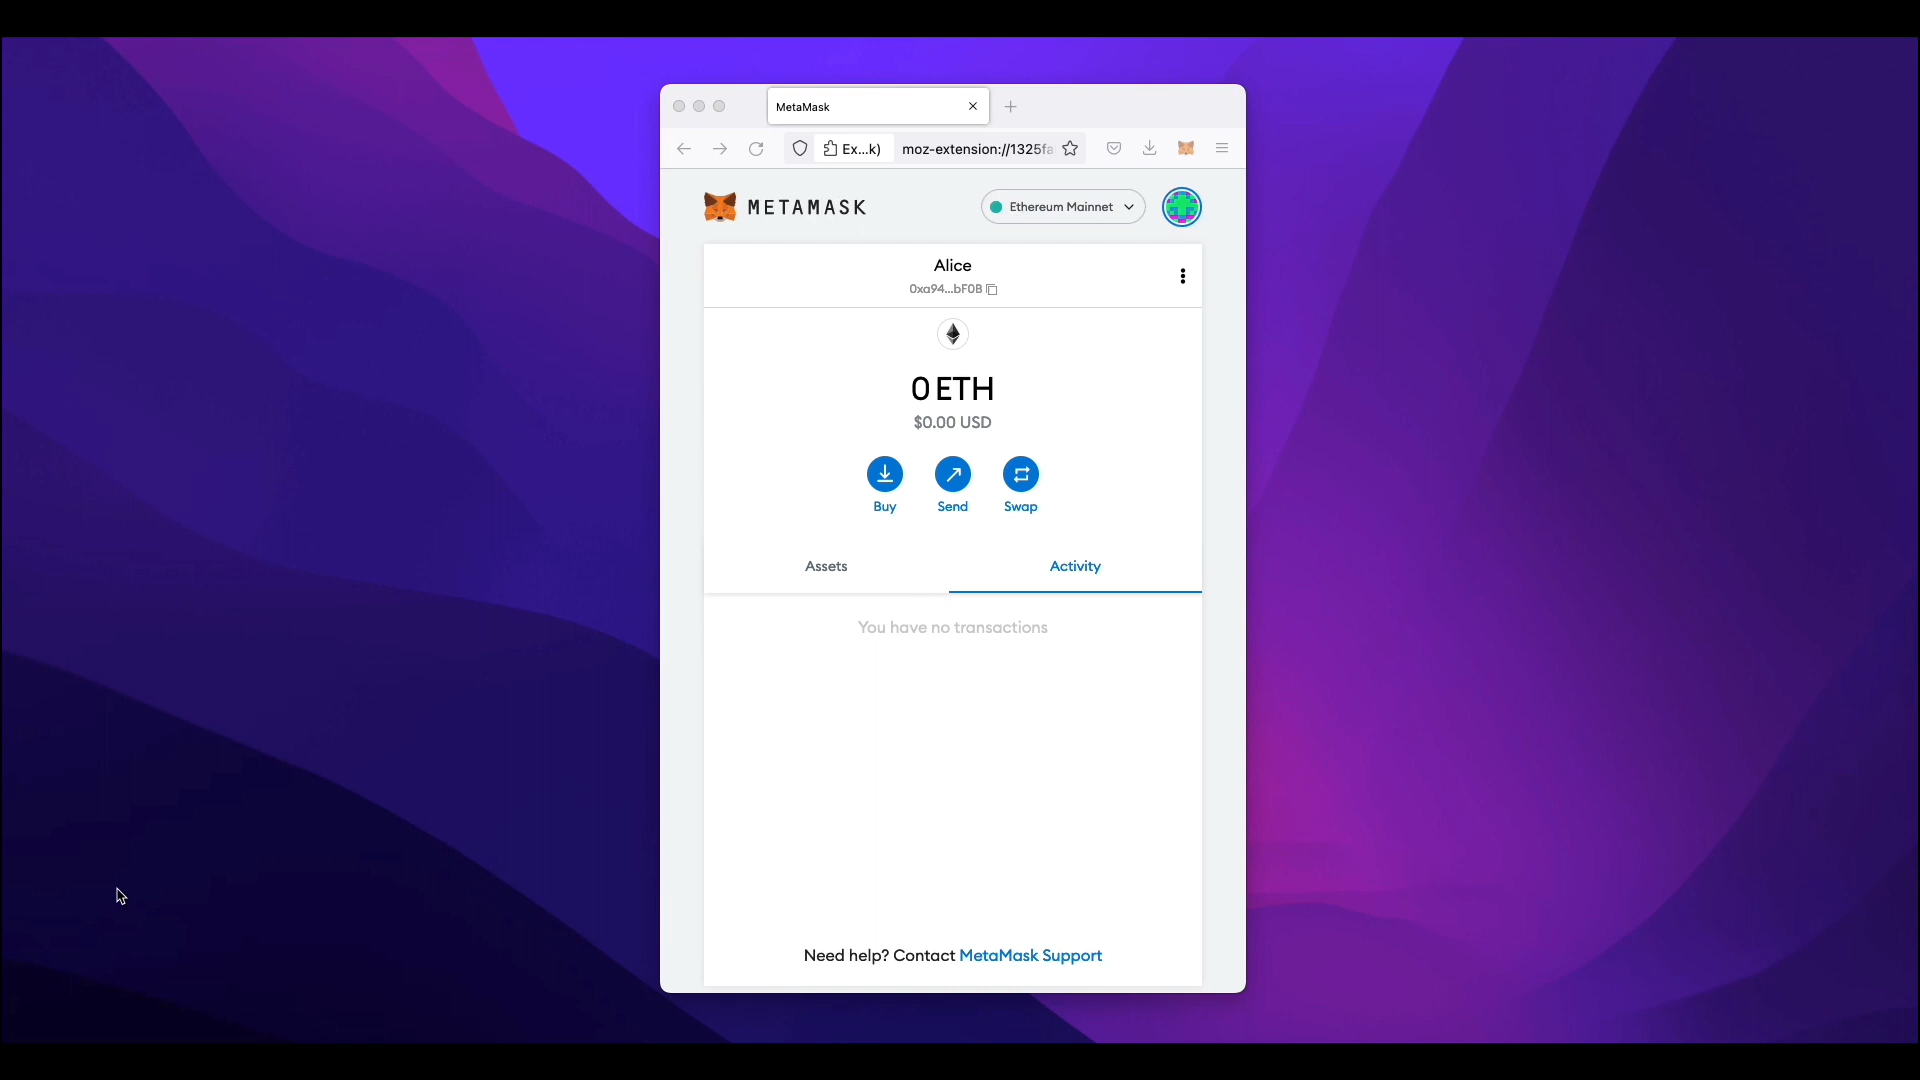 MetaMask
Ex...k) moz-extension://1325fa
METAMASK
Ethereum Mainnet
Alice
0xa94...bF0B
0 ETH
$0.00 USD
Buy Send Swap
Assets Activity
You have no transactions
Need help? Contact MetaMask Support